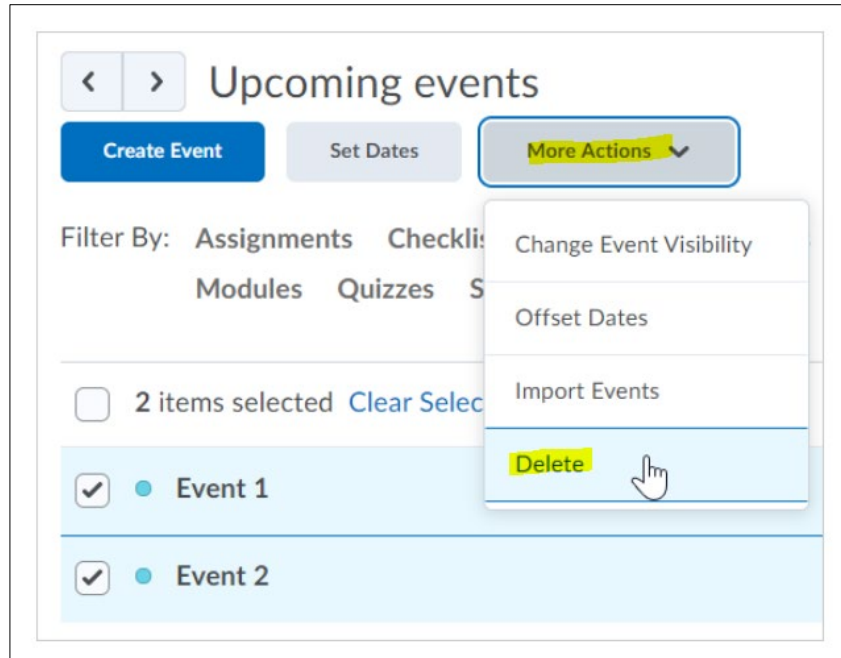 Upcoming events
Create Event Set Dates More Actions
Filter By: Assignments
Modules Quizzes
Change Event Visibility
Offset Dates
Import Events
Delete
2 items selected Clear
Event 1
Event 2